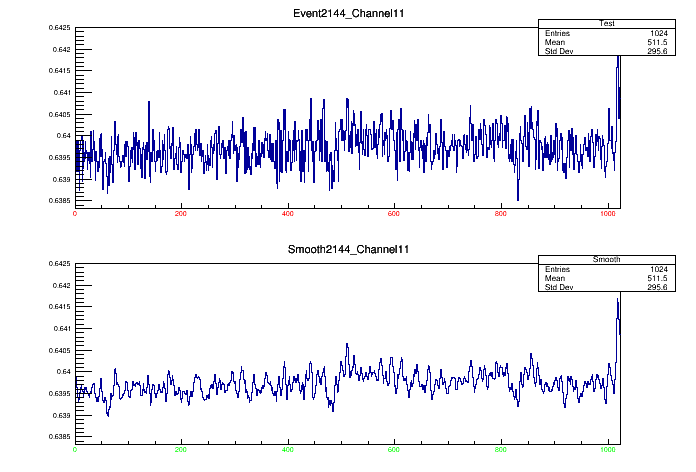 Event2144_Channel11
Test
Entries 1024
Mean 511.5
Std Dev 295.6
0.6425
0.642
0.6415
0.641
0.6405
0.64
0.6395
0.639
0.6385
0 200 400 600 800 1000
Smooth2144_Channel11
Smooth
Entries 1024
Mean 511.5
Std Dev 295.6
0.6425
0.642
0.6415
0.641
0.6405
0.64
0.6395
0.639
0.6385
0 200 400 600 800 1000